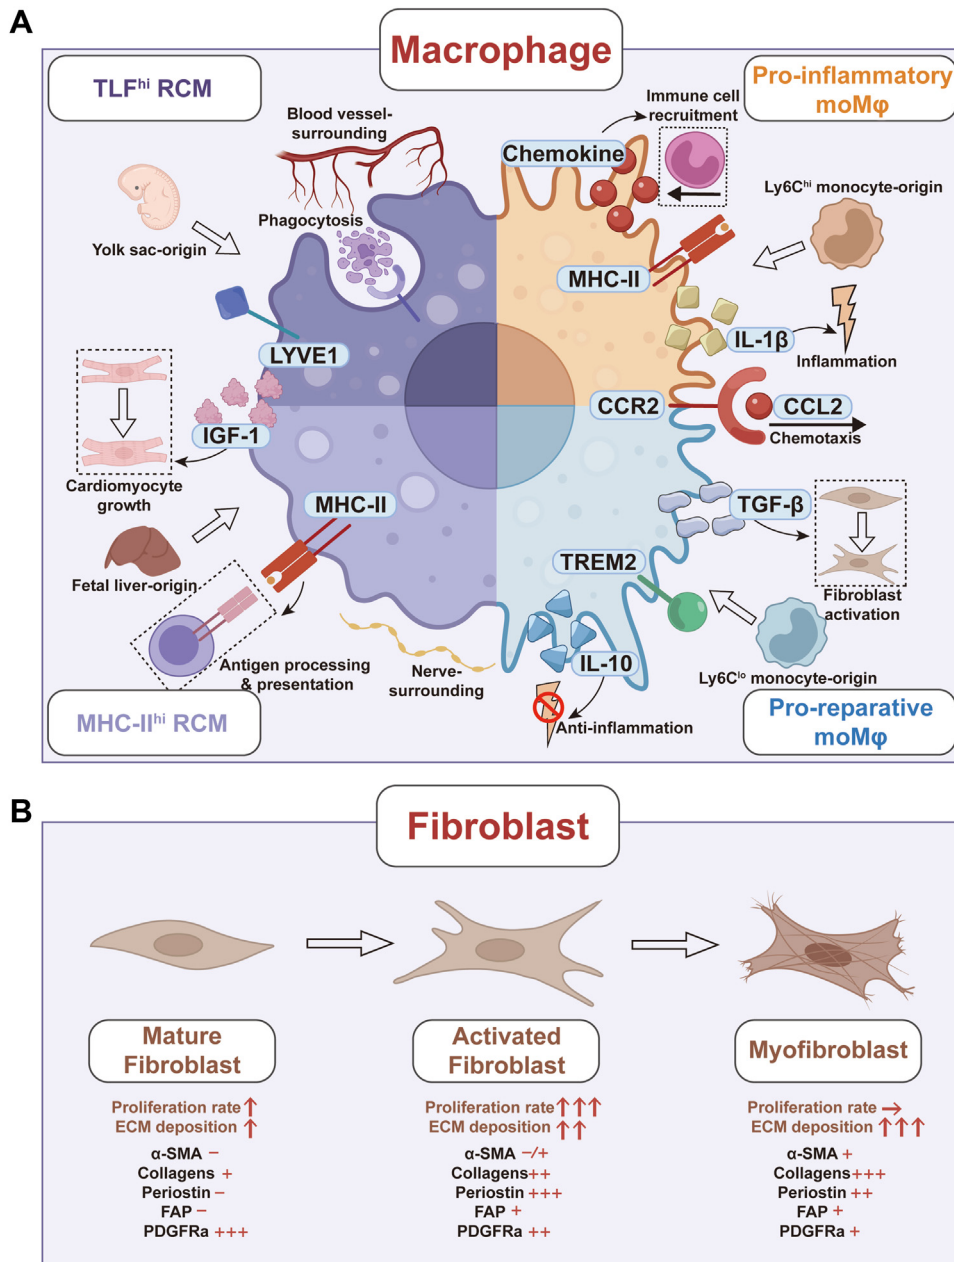 A
Macrophage
TLFʰⁱ RCM
Pro-inflammatory
moMφ
Blood vessel-
surrounding
Immune cell
recruitment
Chemokine
Ly6Cʰⁱ monocyte-origin
Phagocytosis
Yolk sac-origin
MHC-II
LYVE1
IL-1β
Inflammation
IGF-1
CCR2
CCL2
Chemotaxis
Cardiomyocyte
growth
MHC-II
TGF-β
Fetal liver-origin
TREM2
Fibroblast
activation
Antigen processing
& presentation
Nerve-
surrounding
IL-10
Ly6Cˡᵒ monocyte-origin
Anti-inflammation
MHC-IIʰⁱ RCM
Pro-reparative
moMφ
B
Fibroblast
Mature
Fibroblast
Proliferation rate ↑
ECM deposition ↑
α-SMA −
Collagens +
Periostin −
FAP −
PDGFRa +++
Activated
Fibroblast
Proliferation rate ↑↑↑
ECM deposition ↑↑
α-SMA −/+
Collagens++
Periostin +++
FAP +
PDGFRa ++
Myofibroblast
Proliferation rate →
ECM deposition ↑↑↑
α-SMA +
Collagens+++
Periostin ++
FAP +
PDGFRa +